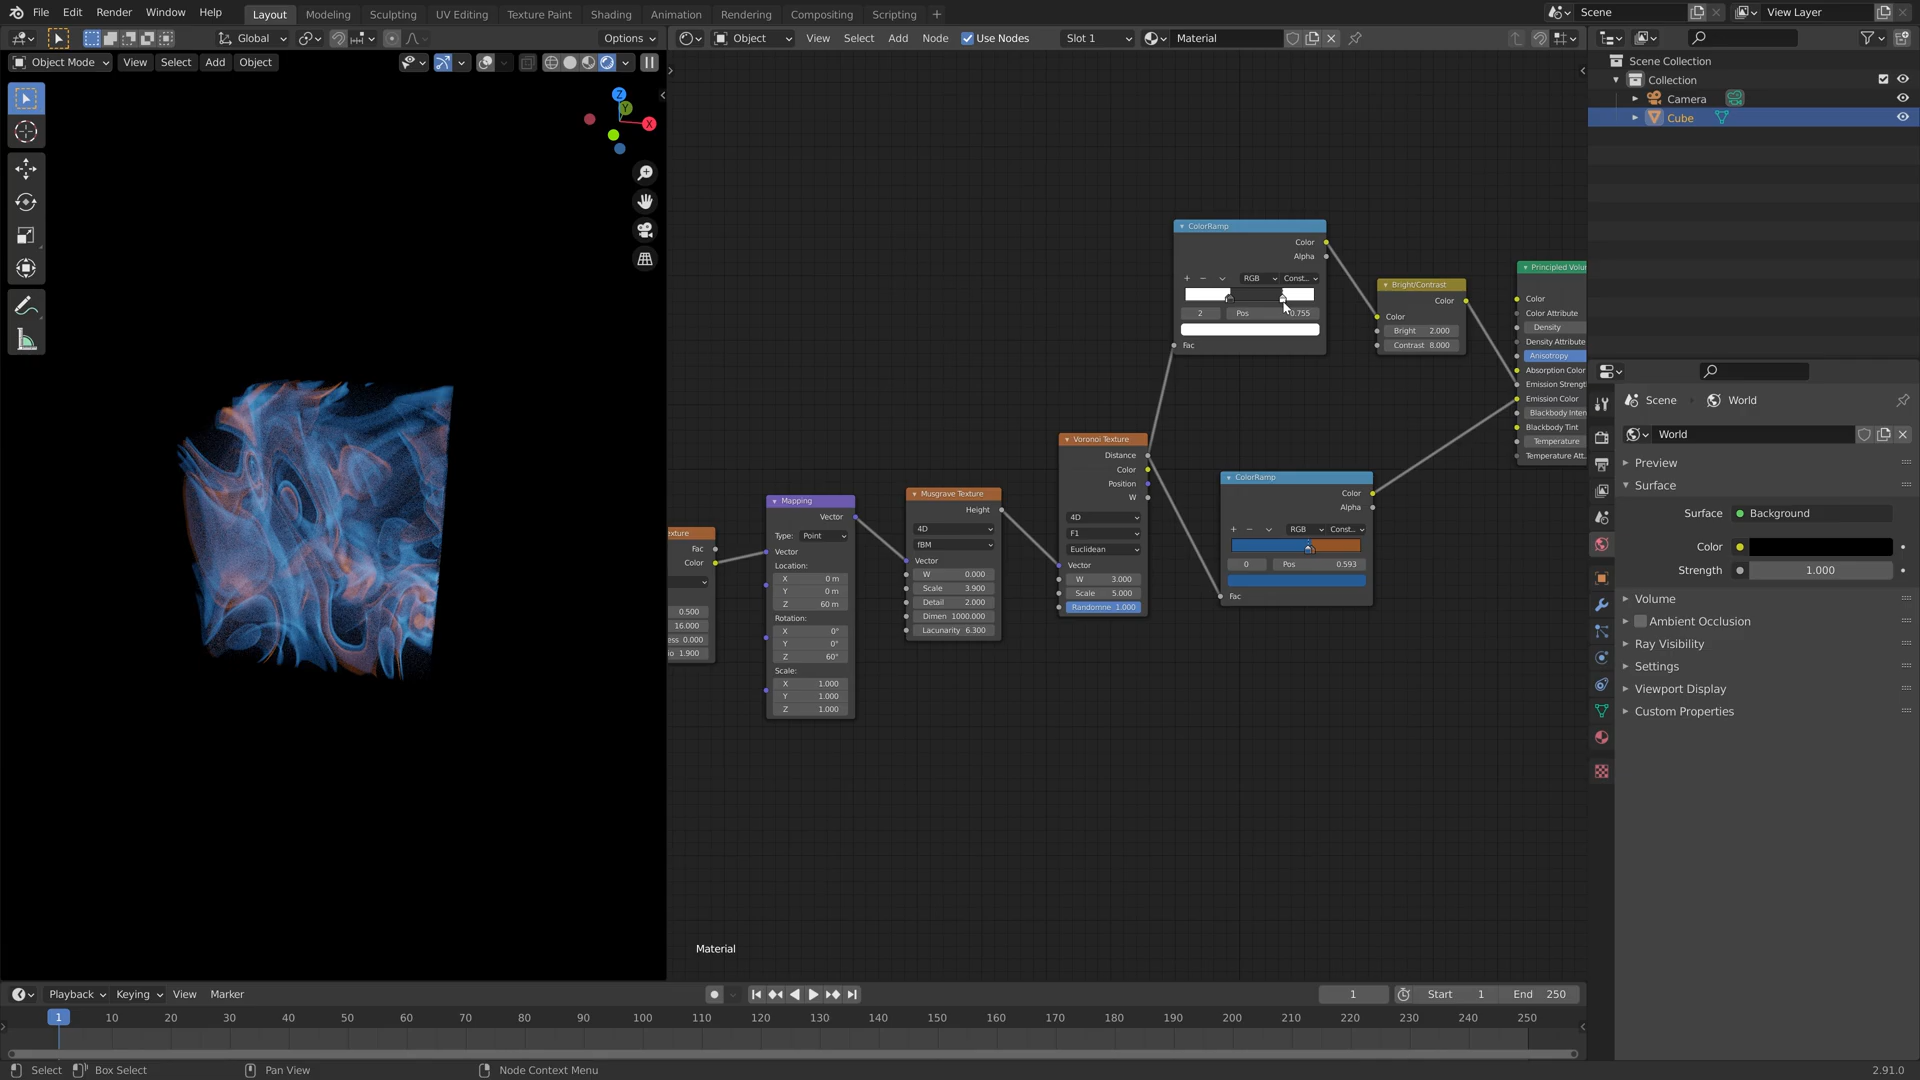 File Edit Render Window Help Layout Modeling Sculpting UV Editing Texture Paint Shading Animation Rendering Compositing Scripting + Scene View Layer
Global Options Object View Select Add Node Use Nodes Slot 1 Material
Object Mode View Select Add Object
Z
Y
X
Scene Collection
Collection
Camera
Cube
ColorRamp
Color
Alpha
+ − RGB Const...
2 Pos 0.755
Fac
Bright/Contrast
Color
Color
Bright 2.000
Contrast 8.000
Principled Volu
Color
Color Attribute
Density
Density Attribute
Anisotropy
Absorption Color
Emission Strengt
Emission Color
Blackbody Inten
Blackbody Tint
Temperature
Temperature Att..
Voronoi Texture
Distance
Color
Position
W
4D
F1
Euclidean
Vector
W 3.000
Scale 5.000
Randomne 1.000
ColorRamp
Color
Alpha
+ − RGB Const...
0 Pos 0.593
Fac
exture
Fac
Color
0.500
16.000
ess 0.000
io 1.900
Mapping
Vector
Type: Point
Vector
Location:
X 0 m
Y 0 m
Z 60 m
Rotation:
X 0°
Y 0°
Z 60°
Scale:
X 1.000
Y 1.000
Z 1.000
Musgrave Texture
Height
4D
fBM
Vector
W 0.000
Scale 3.900
Detail 2.000
Dimen 1000.000
Lacunarity 6.300
Material
Scene World
World
Preview
Surface
Surface Background
Color
Strength 1.000
Volume
Ambient Occlusion
Ray Visibility
Settings
Viewport Display
Custom Properties
Playback Keying View Marker 1 Start 1 End 250
1 10 20 30 40 50 60 70 80 90 100 110 120 130 140 150 160 170 180 190 200 210 220 230 240 250
Select Box Select Pan View Node Context Menu 2.91.0